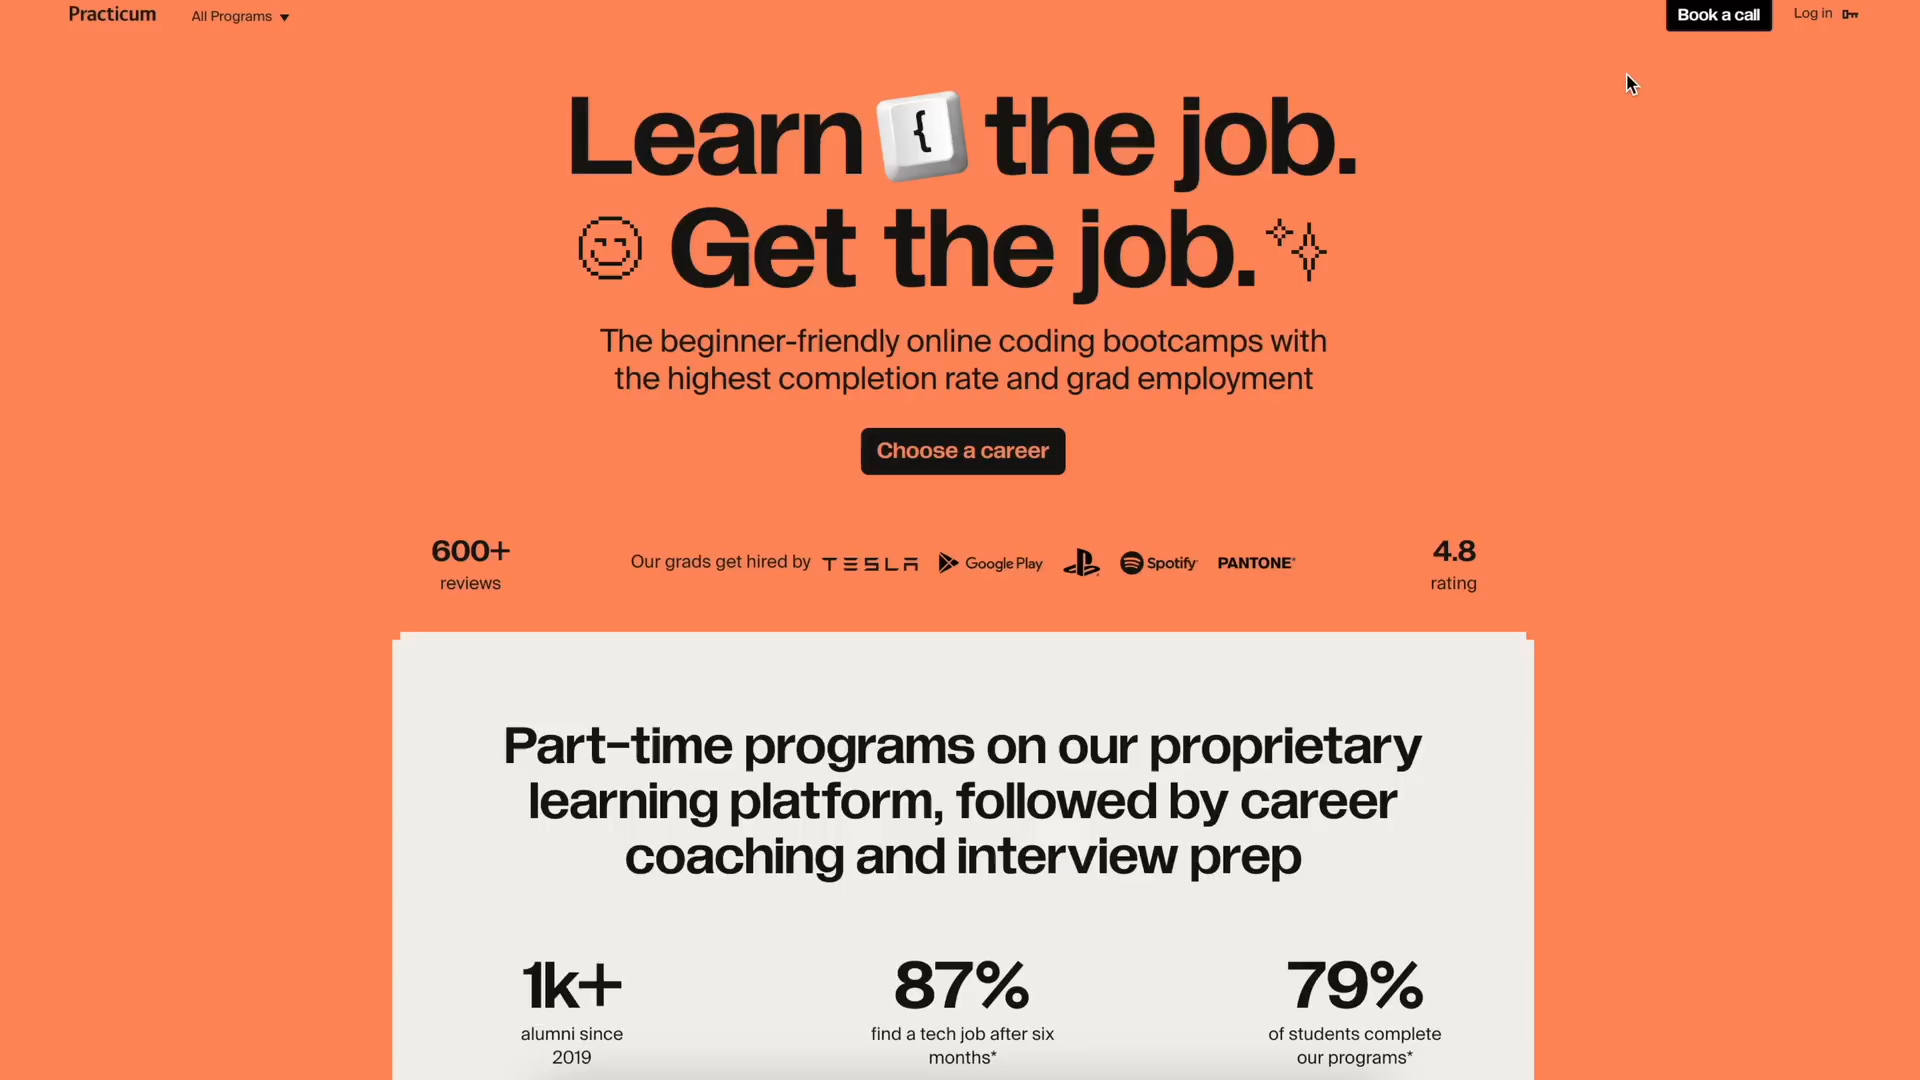 Practicum
All Programs
Book a call
Log in
Learn { the job.
Get the job.
The beginner-friendly online coding bootcamps with
the highest completion rate and grad employment
Choose a career
600+
reviews
Our grads get hired by TESLA Google Play Spotify PANTONE®
4.8
rating
Part-time programs on our proprietary
learning platform, followed by career
coaching and interview prep
1k+
alumni since
2019
87%
find a tech job after six
months*
79%
of students complete
our programs*